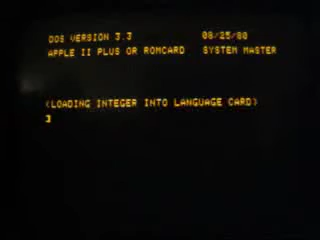 DOS VERSION 3.3 08/25/80
APPLE II PLUS OR ROMCARD SYSTEM MASTER
(LOADING INTEGER INTO LANGUAGE CARD)
]